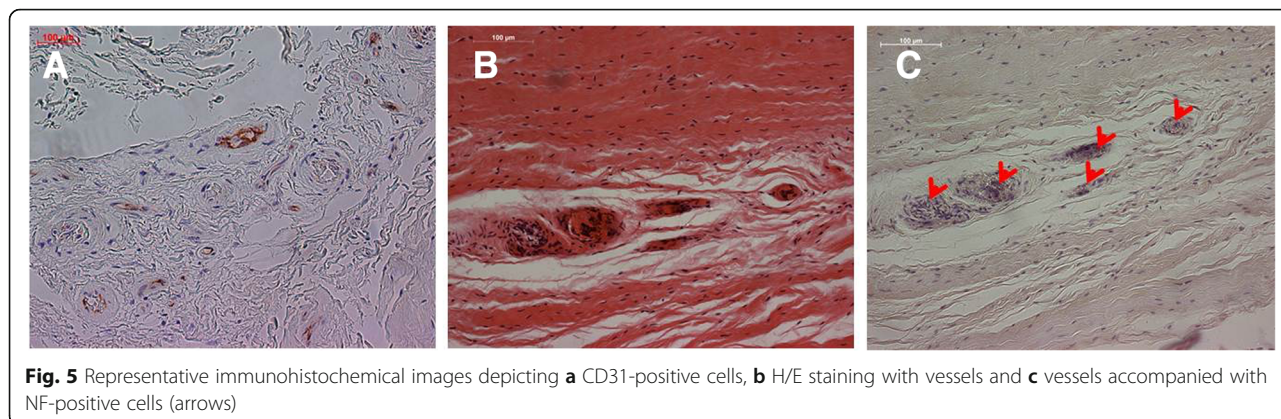 100 µm
100 µm
100 µm
A
B
C
Fig. 5 Representative immunohistochemical images depicting a CD31-positive cells, b H/E staining with vessels and c vessels accompanied with
NF-positive cells (arrows)